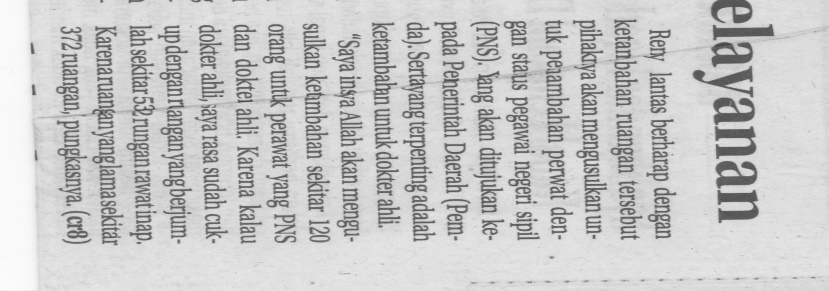 elayanan
Reny lantas berharap dengan
ketambahan ruangan tersebut
pihaknya akan mengusulkan un-
tuk penambahan perwat den-
gan staus pegawai negeri sipil
(PNS). Yang akan ditujukan ke-
pada Pemerintah Daerah (Pem-
da). Serta yang terpenting adalah
ketambahan untuk dokter ahli.
"Saya insya Allah akan mengu-
sulkan ketambahan sekitar 120
orang untuk perawat yang PNS
dan dokter ahli. Karena kalau
dokter ahli, saya rasa sudah cuk-
up dengan ruangan yang berjum-
lah sekitar 532 rungan rawat inap.
Karena ruangan yang lama sekitar
372 ruangan, pungkasnya. (cr8)